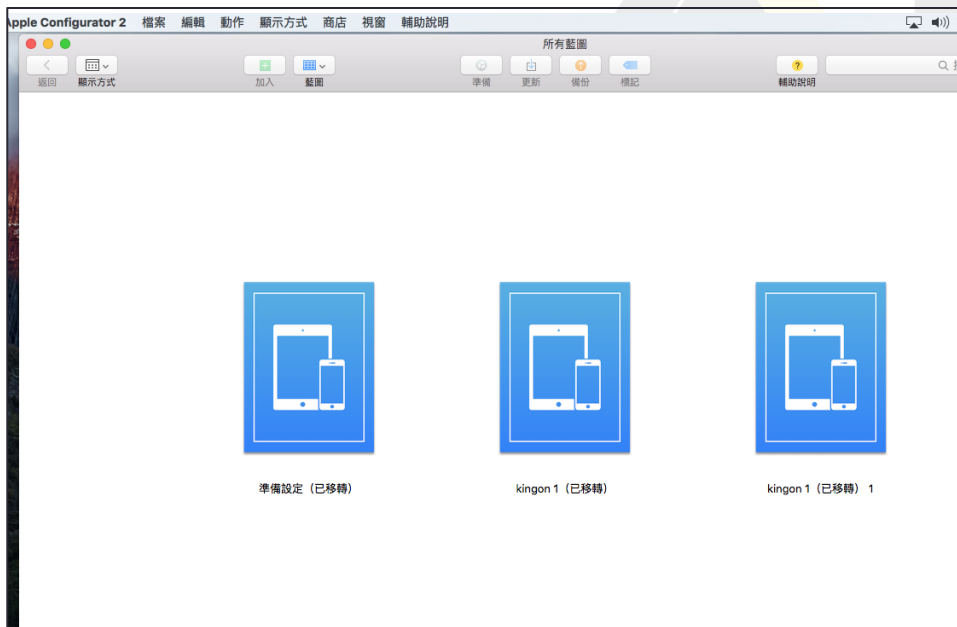 Apple Configurator 2 檔案 編輯 動作 顯示方式 商店 視窗 輔助說明
所有藍圖
返回 顯示方式 加入 藍圖 準備 更新 備份 標記 輔助說明
準備設定（已移轉） kingon 1（已移轉） kingon 1（已移轉） 1